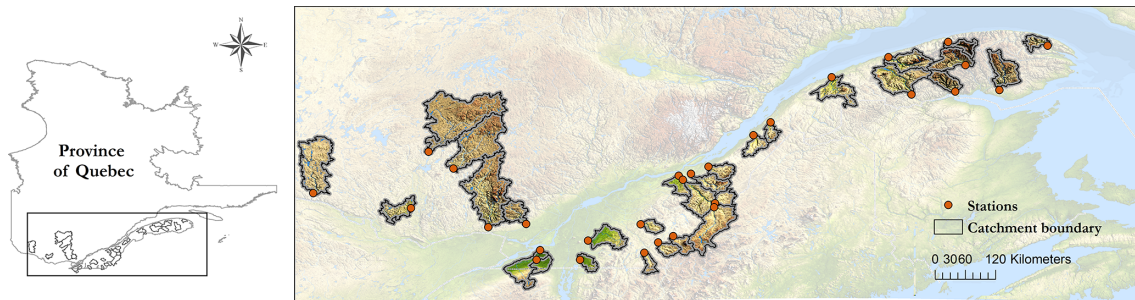 N
W
E
S
Province
of Quebec
Stations
Catchment boundary
0 3060 120 Kilometers